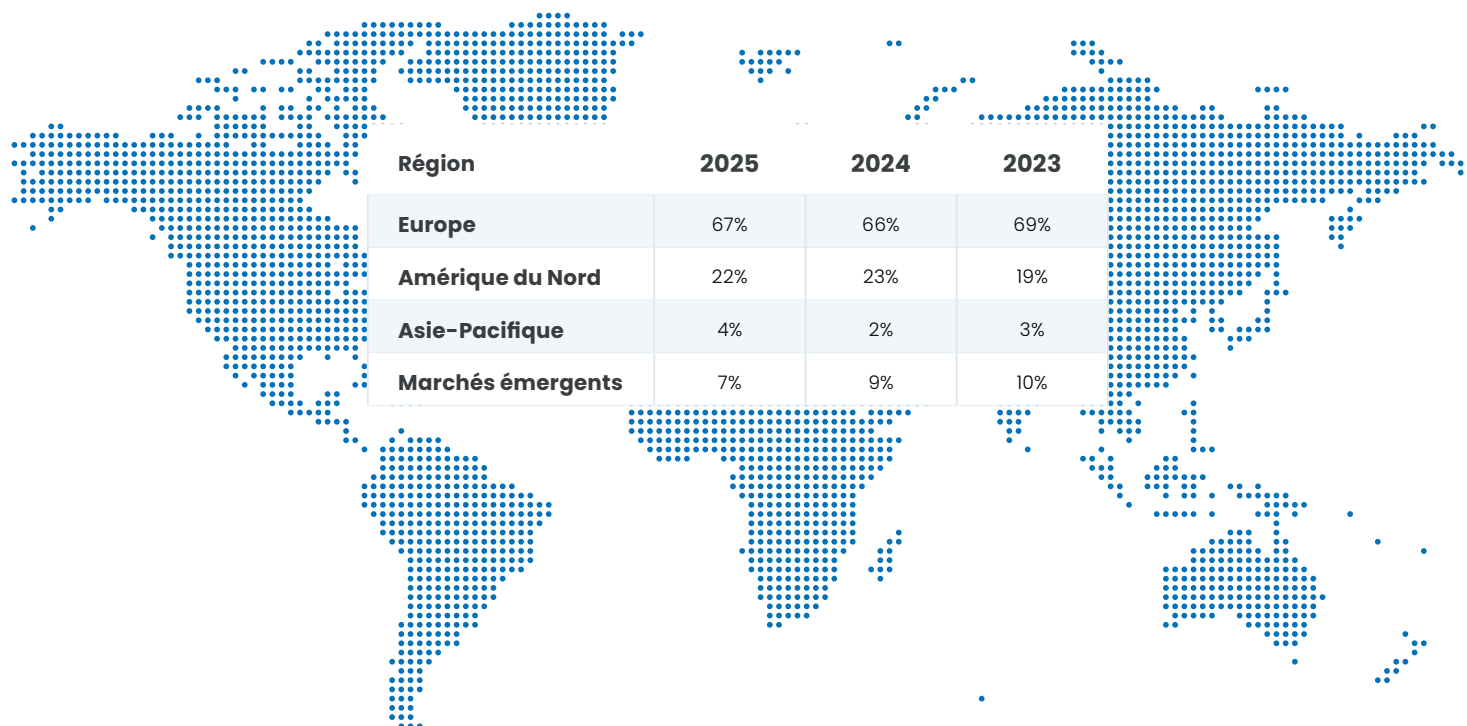 Région 2025 2024 2023
Europe 67% 66% 69%
Amérique du Nord 22% 23% 19%
Asie-Pacifique 4% 2% 3%
Marchés émergents 7% 9% 10%